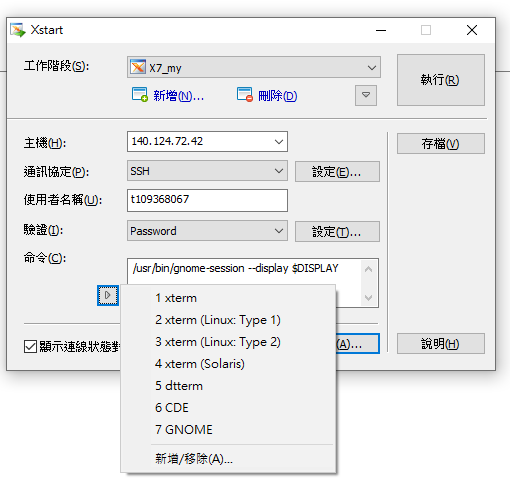 Xstart
工作階段(S):
X7_my
執行(R)
新增(N)...
刪除(D)
主機(H):
140.124.72.42
存檔(V)
通訊協定(P):
SSH
設定(E)...
使用者名稱(U):
t109368067
驗證(I):
Password
設定(T)...
命令(C):
/usr/bin/gnome-session --display $DISPLAY
1 xterm
2 xterm (Linux: Type 1)
3 xterm (Linux: Type 2)
4 xterm (Solaris)
5 dtterm
6 CDE
7 GNOME
新增/移除(A)...
顯示連線狀態
(A)...
說明(H)